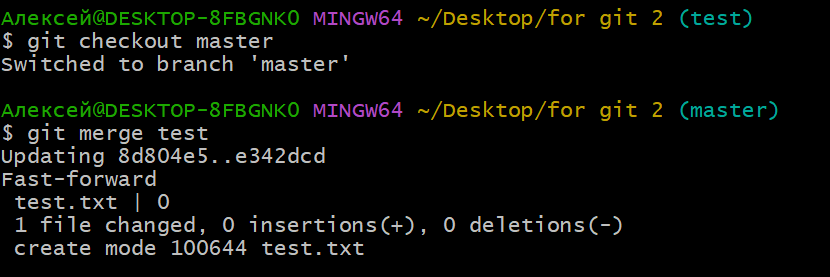 Алексей@DESKTOP-8FBGNK0 MINGW64 ~/Desktop/for git 2 (test)
$ git checkout master
Switched to branch 'master'

Алексей@DESKTOP-8FBGNK0 MINGW64 ~/Desktop/for git 2 (master)
$ git merge test
Updating 8d804e5..e342dcd
Fast-forward
 test.txt | 0
 1 file changed, 0 insertions(+), 0 deletions(-)
 create mode 100644 test.txt